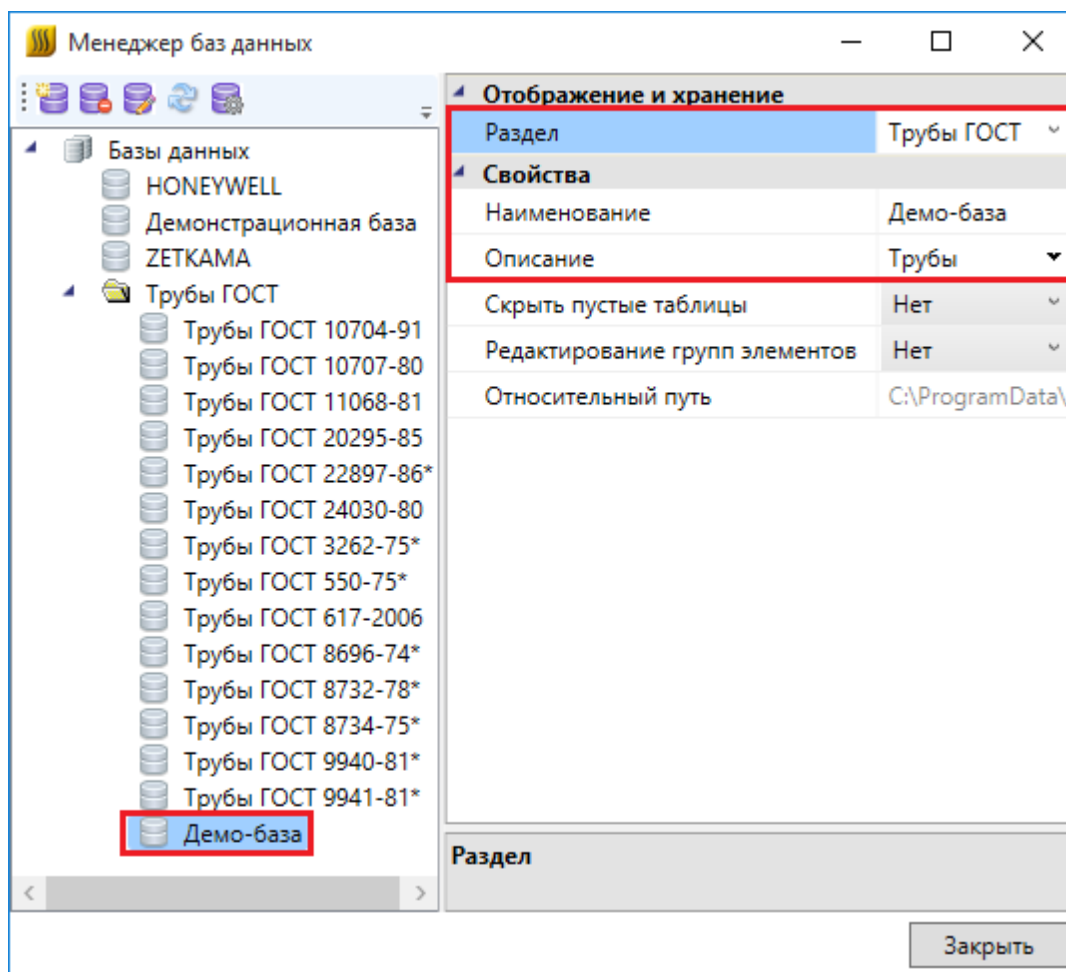 Менеджер баз данных
Базы данных
HONEYWELL
Демонстрационная база
ZETKAMA
Трубы ГОСТ
Трубы ГОСТ 10704-91
Трубы ГОСТ 10707-80
Трубы ГОСТ 11068-81
Трубы ГОСТ 20295-85
Трубы ГОСТ 22897-86*
Трубы ГОСТ 24030-80
Трубы ГОСТ 3262-75*
Трубы ГОСТ 550-75*
Трубы ГОСТ 617-2006
Трубы ГОСТ 8696-74*
Трубы ГОСТ 8732-78*
Трубы ГОСТ 8734-75*
Трубы ГОСТ 9940-81*
Трубы ГОСТ 9941-81*
Демо-база
Отображение и хранение
Раздел Трубы ГОСТ
Свойства
Наименование Демо-база
Описание Трубы
Скрыть пустые таблицы Нет
Редактирование групп элементов Нет
Относительный путь C:\ProgramData\
Раздел
Закрыть